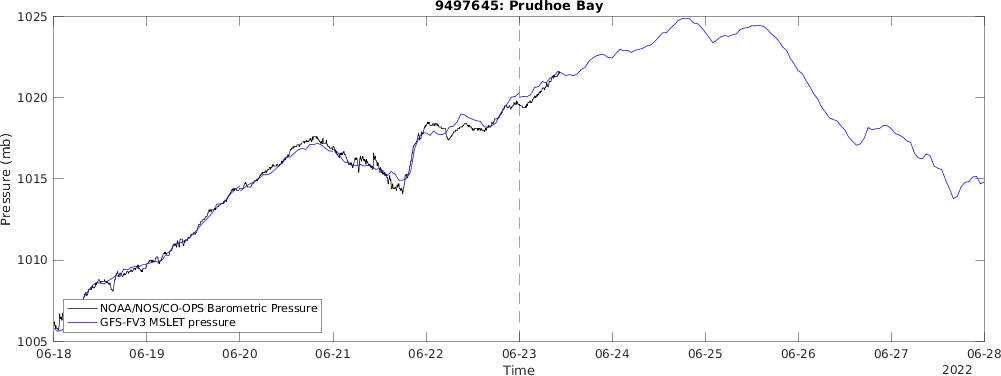 9497645: Prudhoe Bay
1025
1020
1015
1010
1005
Pressure (mb)
NOAA/NOS/CO-OPS Barometric Pressure
GFS-FV3 MSLET pressure
06-18 06-19 06-20 06-21 06-22 06-23 06-24 06-25 06-26 06-27 06-28
Time
2022